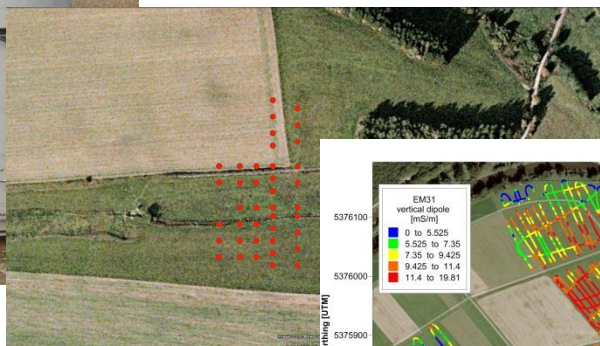 EM31
vertical dipole
[mS/m]
0 to 5.525
5.525 to 7.35
7.35 to 9.425
9.425 to 11.4
11.4 to 19.81
5376100
5376000
5375900
rthing [UTM]